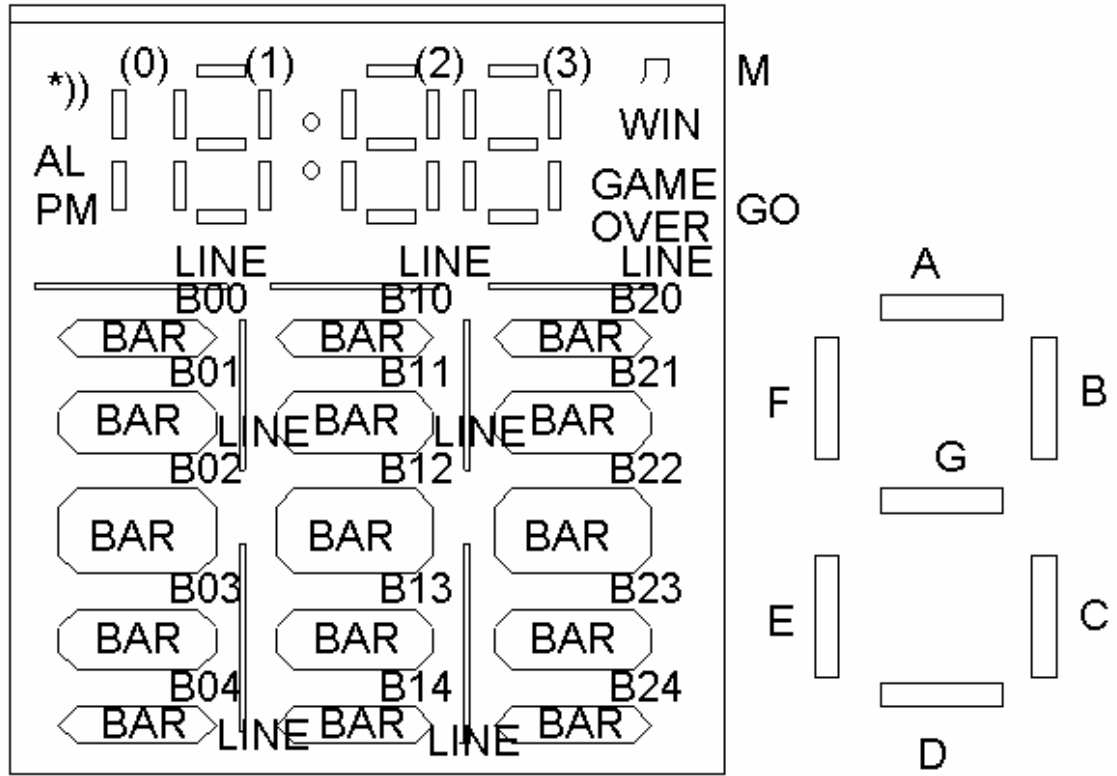 (0) (1) (2) (3)
*)) M
WIN
AL
GAME
PM GO
OVER
LINE LINE LINE
A
B00 B10 B20
BAR BAR BAR
B01 B11 B21
F B
BAR BAR BAR
LINE LINE
B02 B12 B22
G
BAR BAR BAR
B03 B13 B23
E C
BAR BAR BAR
B04 B14 B24
BAR BAR BAR
LINE LINE
D